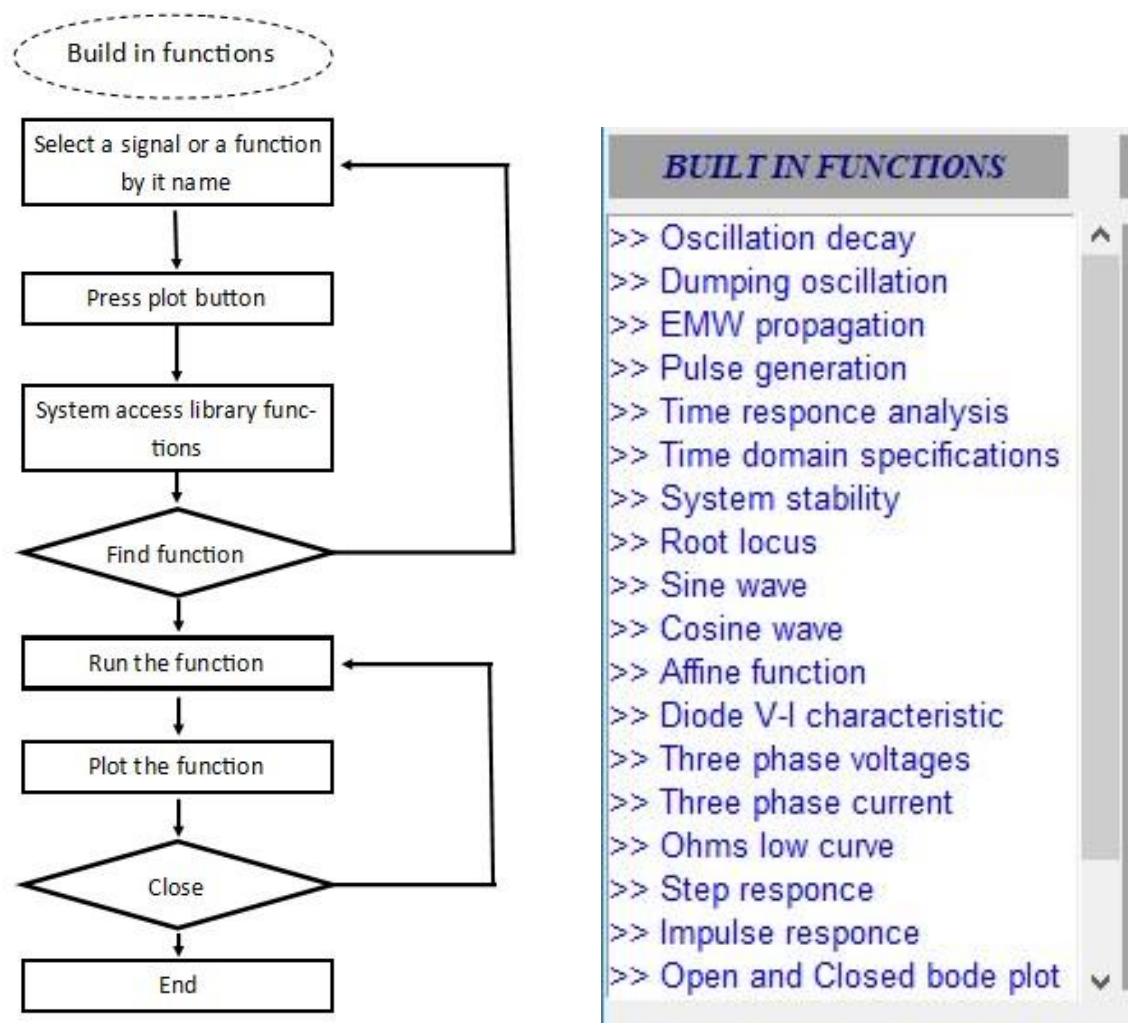 Build in functions
Select a signal or a function
by it name
Press plot button
System access library func-
tions
Find function
Run the function
Plot the function
Close
End
BUILT IN FUNCTIONS
>> Oscillation decay
>> Dumping oscillation
>> EMW propagation
>> Pulse generation
>> Time responce analysis
>> Time domain specifications
>> System stability
>> Root locus
>> Sine wave
>> Cosine wave
>> Affine function
>> Diode V-I characteristic
>> Three phase voltages
>> Three phase current
>> Ohms low curve
>> Step responce
>> Impulse responce
>> Open and Closed bode plot